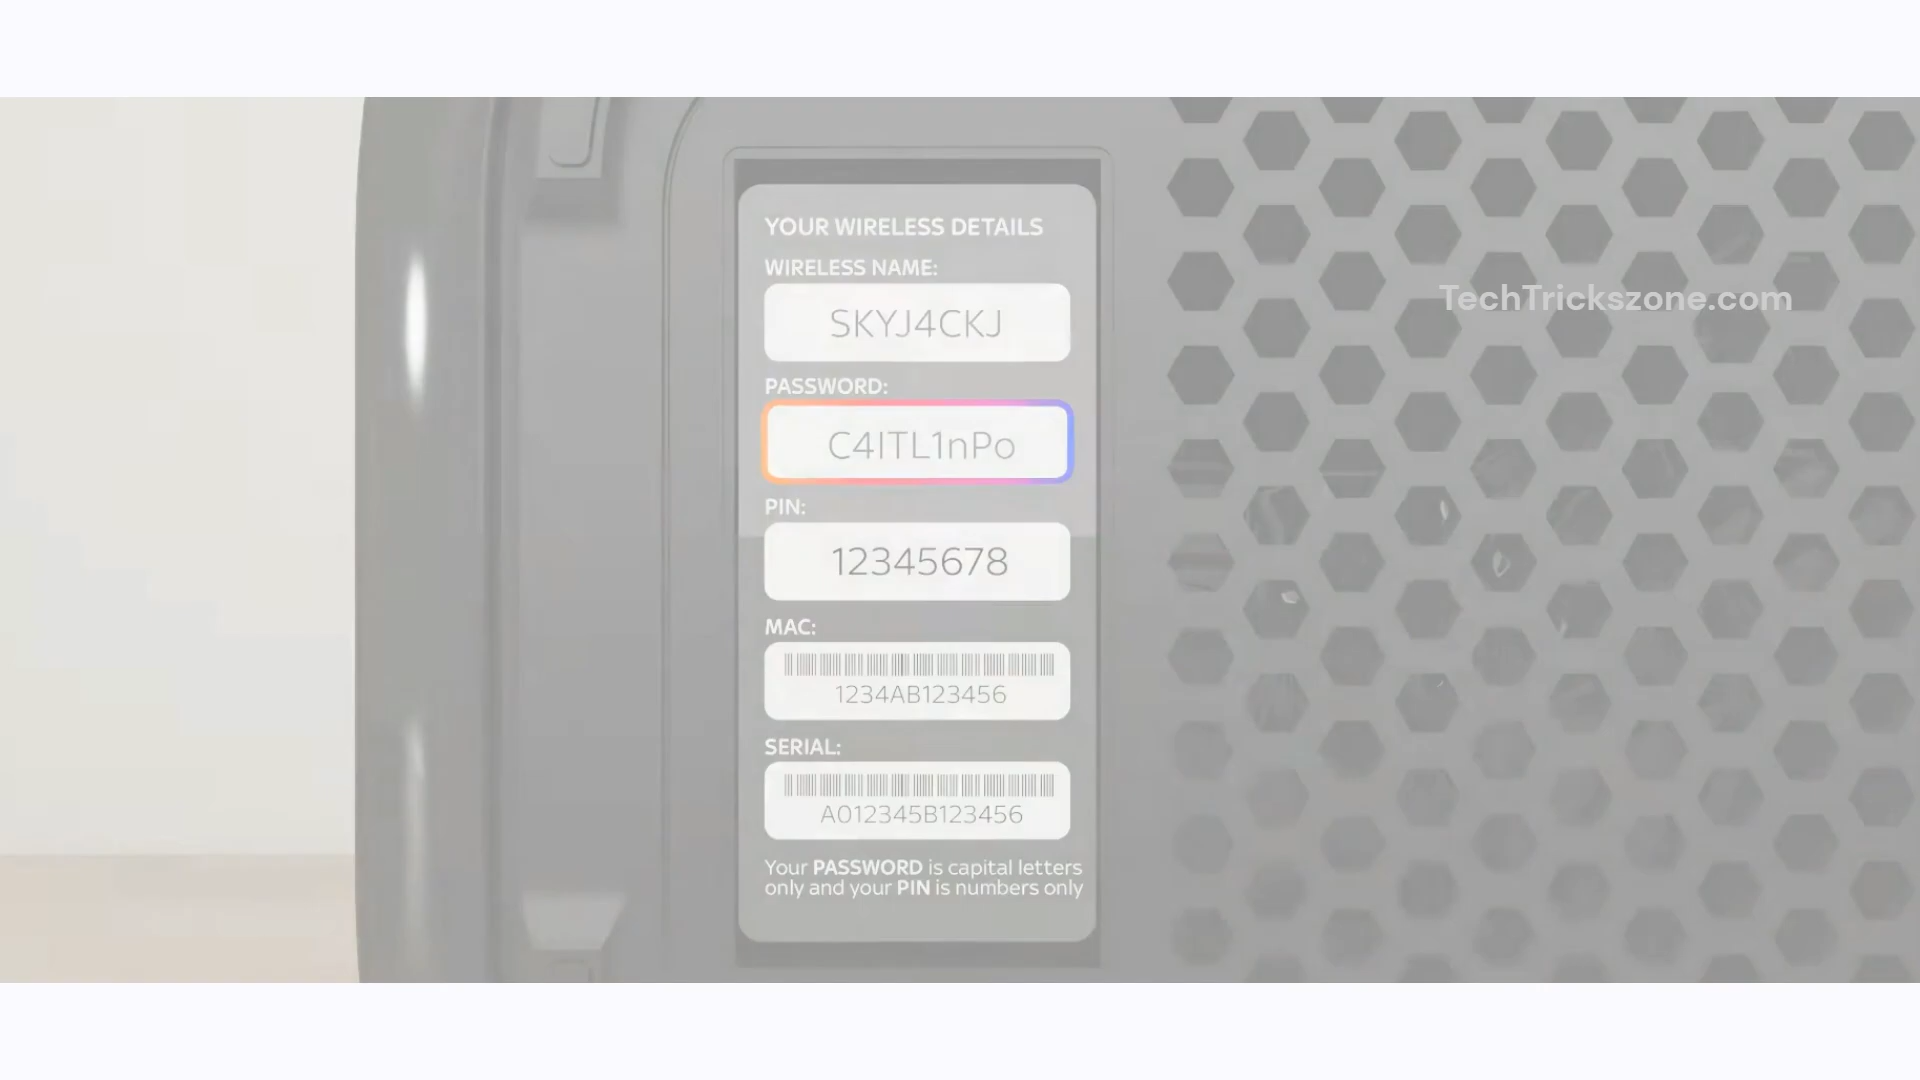 YOUR WIRELESS DETAILS
WIRELESS NAME:
SKYJ4CKJ
TechTrickszone.com
PASSWORD:
C4ITL1nPo
PIN:
12345678
MAC:
1234AB123456
SERIAL:
A012345B123456
Your PASSWORD is capital letters
only and your PIN is numbers only